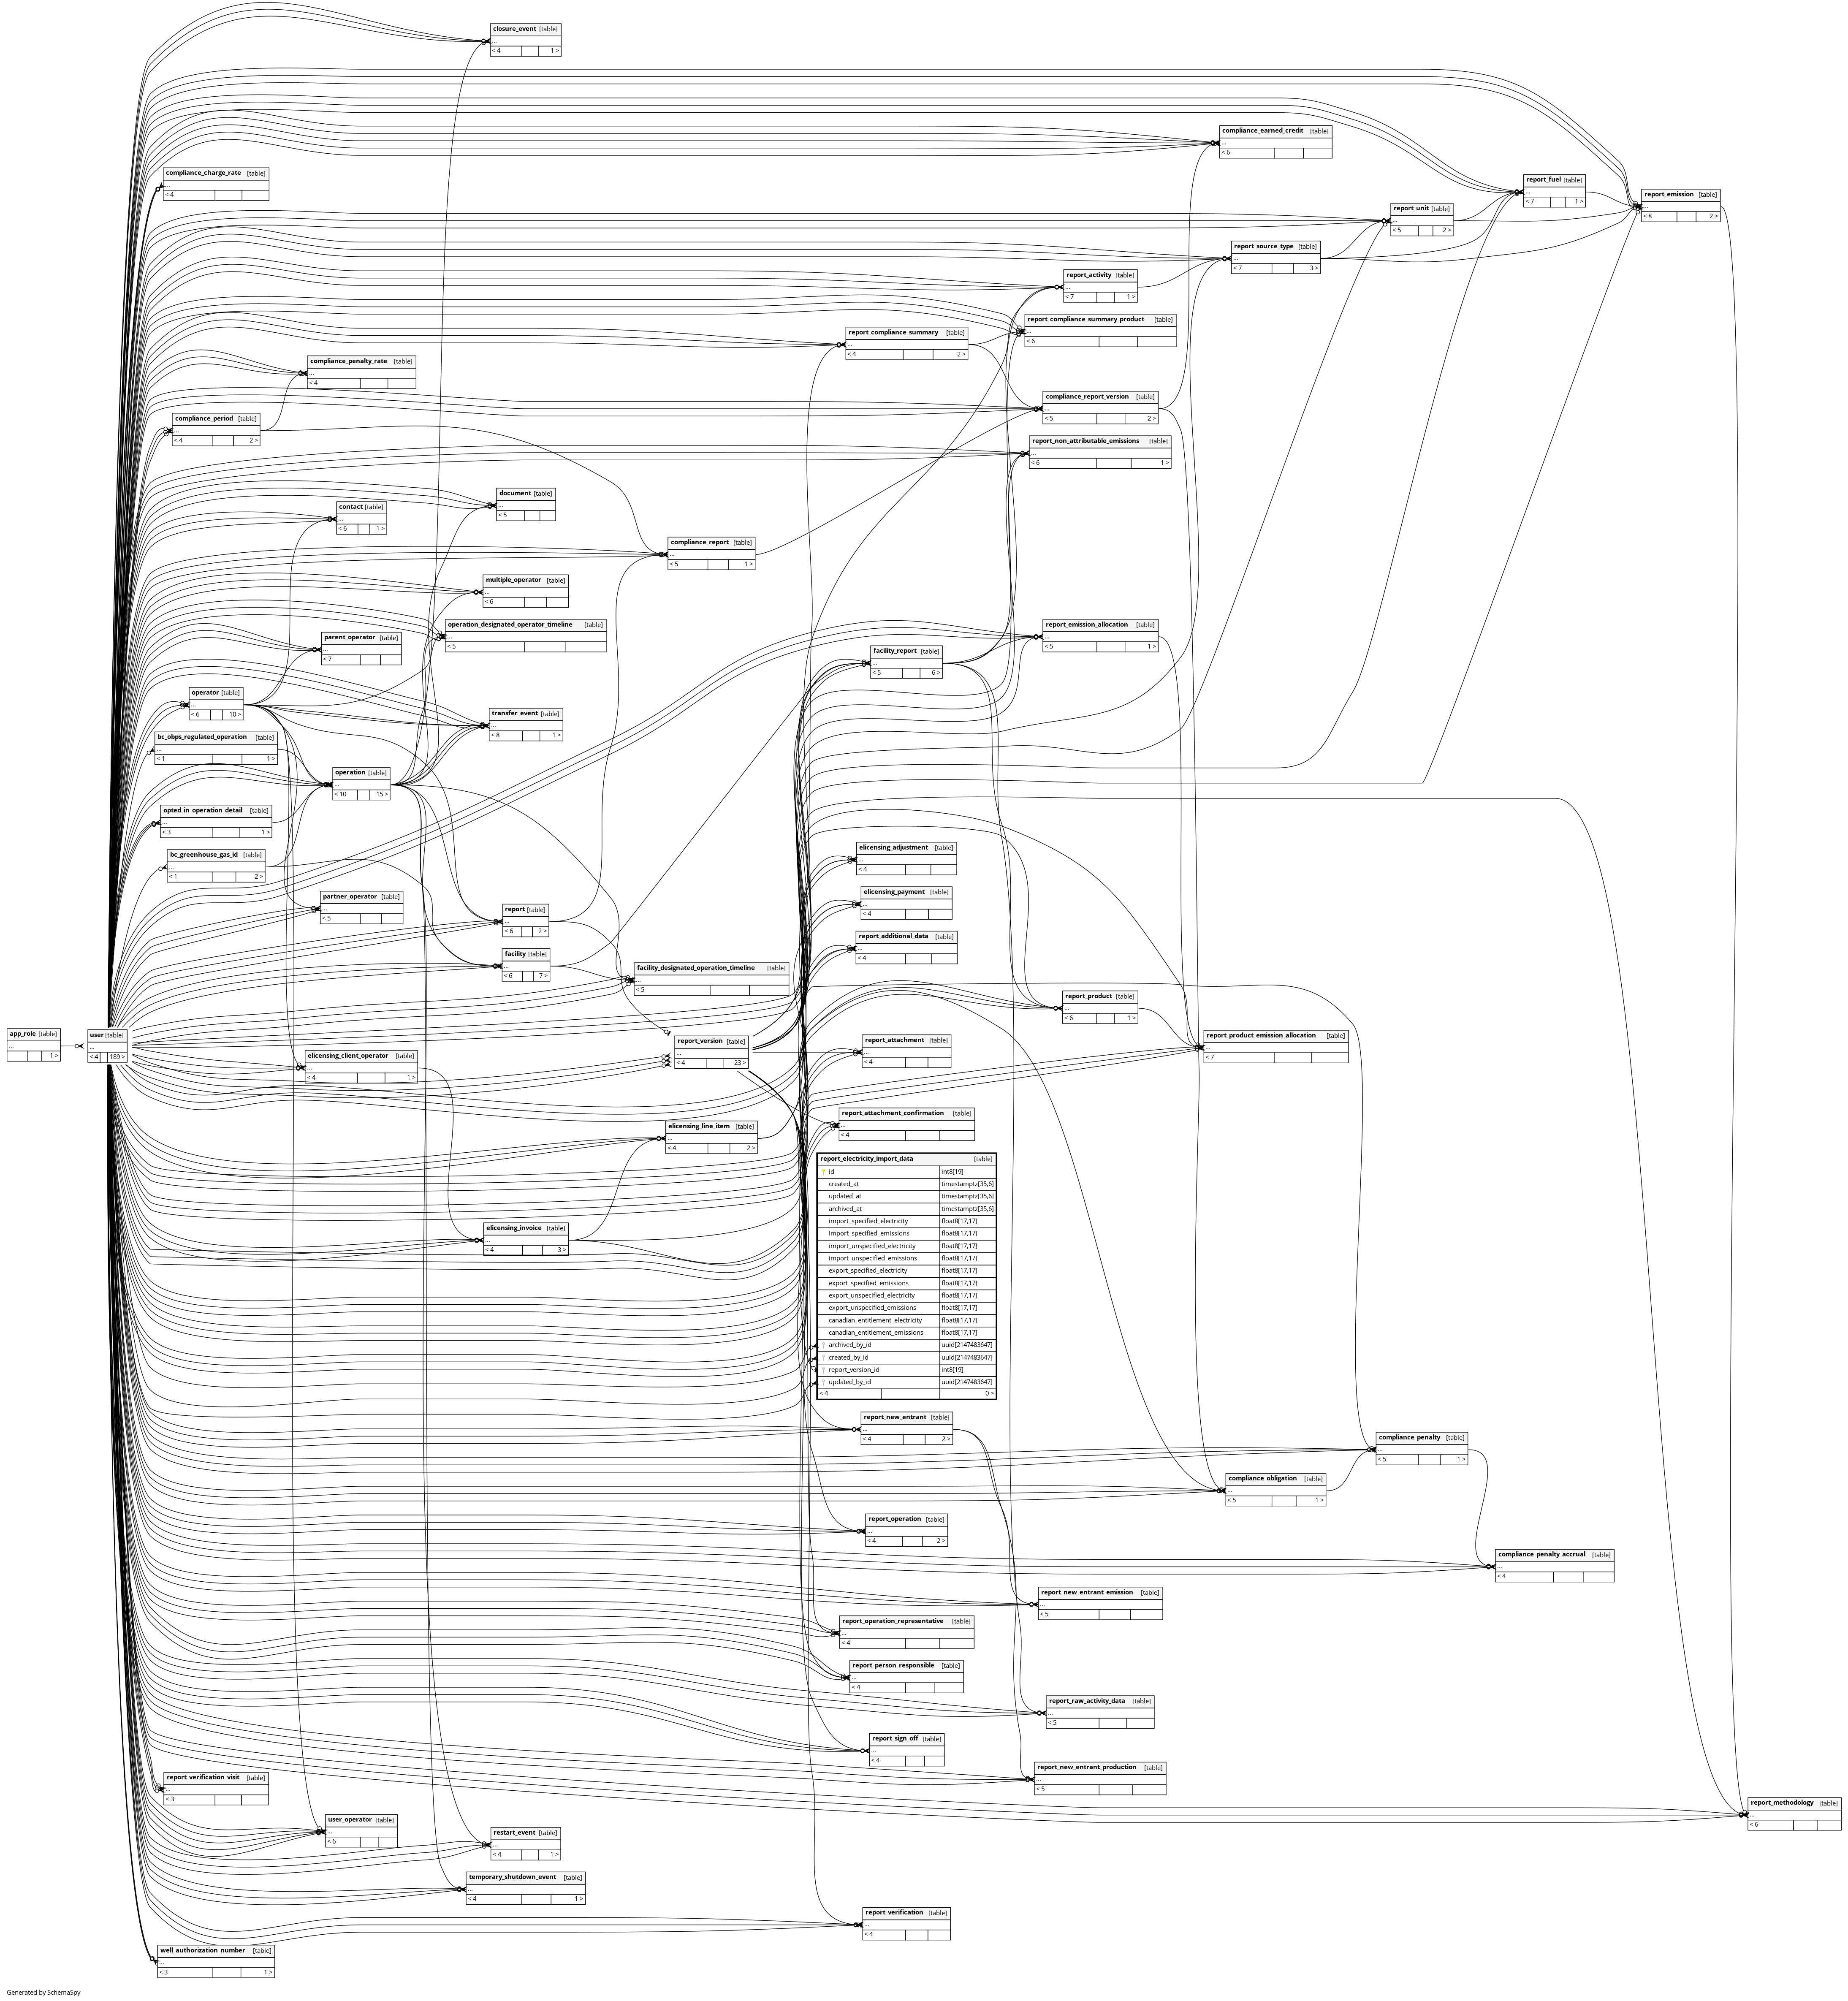 closure_event [table]
...
< 4 1 >
compliance_earned_credit [table]
...
< 6
compliance_charge_rate [table]
...
< 4
report_fuel [table]
...
< 7 1 >
report_emission [table]
...
< 8 2 >
report_unit [table]
...
< 5 2 >
report_source_type [table]
...
< 7 3 >
report_activity [table]
...
< 7 1 >
report_compliance_summary_product [table]
...
< 6
report_compliance_summary [table]
...
< 4 2 >
compliance_penalty_rate [table]
...
< 4
compliance_report_version [table]
...
< 5 2 >
compliance_period [table]
...
< 4 2 >
report_non_attributable_emissions [table]
...
< 6 1 >
document [table]
...
< 5
contact [table]
...
< 6 1 >
compliance_report [table]
...
< 5 1 >
multiple_operator [table]
...
< 6
operation_designated_operator_timeline [table]
...
< 5
report_emission_allocation [table]
...
< 5 1 >
parent_operator [table]
...
< 7
facility_report [table]
...
< 5 6 >
operator [table]
...
< 6 10 >
transfer_event [table]
...
< 8 1 >
bc_obps_regulated_operation [table]
...
< 1 1 >
operation [table]
...
< 10 15 >
opted_in_operation_detail [table]
...
< 3 1 >
elicensing_adjustment [table]
...
< 4
bc_greenhouse_gas_id [table]
...
< 1 2 >
elicensing_payment [table]
...
< 4
partner_operator [table]
...
< 5
report [table]
...
< 6 2 >
report_additional_data [table]
...
< 4
facility [table]
...
< 6 7 >
facility_designated_operation_timeline [table]
...
< 5
report_product [table]
...
< 6 1 >
app_role [table]
...
1 >
user [table]
...
< 4 189 >
report_version [table]
...
< 4 23 >
report_attachment [table]
...
< 4
report_product_emission_allocation [table]
...
< 7
elicensing_client_operator [table]
...
< 4 1 >
report_attachment_confirmation [table]
...
< 4
elicensing_line_item [table]
...
< 4 2 >
report_electricity_import_data [table]
id int8[19]
created_at timestamptz[35,6]
updated_at timestamptz[35,6]
archived_at timestamptz[35,6]
import_specified_electricity float8[17,17]
import_specified_emissions float8[17,17]
import_unspecified_electricity float8[17,17]
import_unspecified_emissions float8[17,17]
export_specified_electricity float8[17,17]
export_specified_emissions float8[17,17]
export_unspecified_electricity float8[17,17]
export_unspecified_emissions float8[17,17]
canadian_entitlement_electricity float8[17,17]
canadian_entitlement_emissions float8[17,17]
archived_by_id uuid[2147483647]
created_by_id uuid[2147483647]
report_version_id int8[19]
updated_by_id uuid[2147483647]
< 4 0 >
elicensing_invoice [table]
...
< 4 3 >
report_new_entrant [table]
...
< 4 2 >
compliance_penalty [table]
...
< 5 1 >
compliance_obligation [table]
...
< 5 1 >
report_operation [table]
...
< 4 2 >
compliance_penalty_accrual [table]
...
< 4
report_new_entrant_emission [table]
...
< 5
report_operation_representative [table]
...
< 4
report_person_responsible [table]
...
< 4
report_raw_activity_data [table]
...
< 5
report_sign_off [table]
...
< 4
report_new_entrant_production [table]
...
< 5
report_verification_visit [table]
...
< 3
report_methodology [table]
...
< 6
user_operator [table]
...
< 6
restart_event [table]
...
< 4 1 >
temporary_shutdown_event [table]
...
< 4 1 >
report_verification [table]
...
< 4
well_authorization_number [table]
...
< 3 1 >
Generated by SchemaSpy